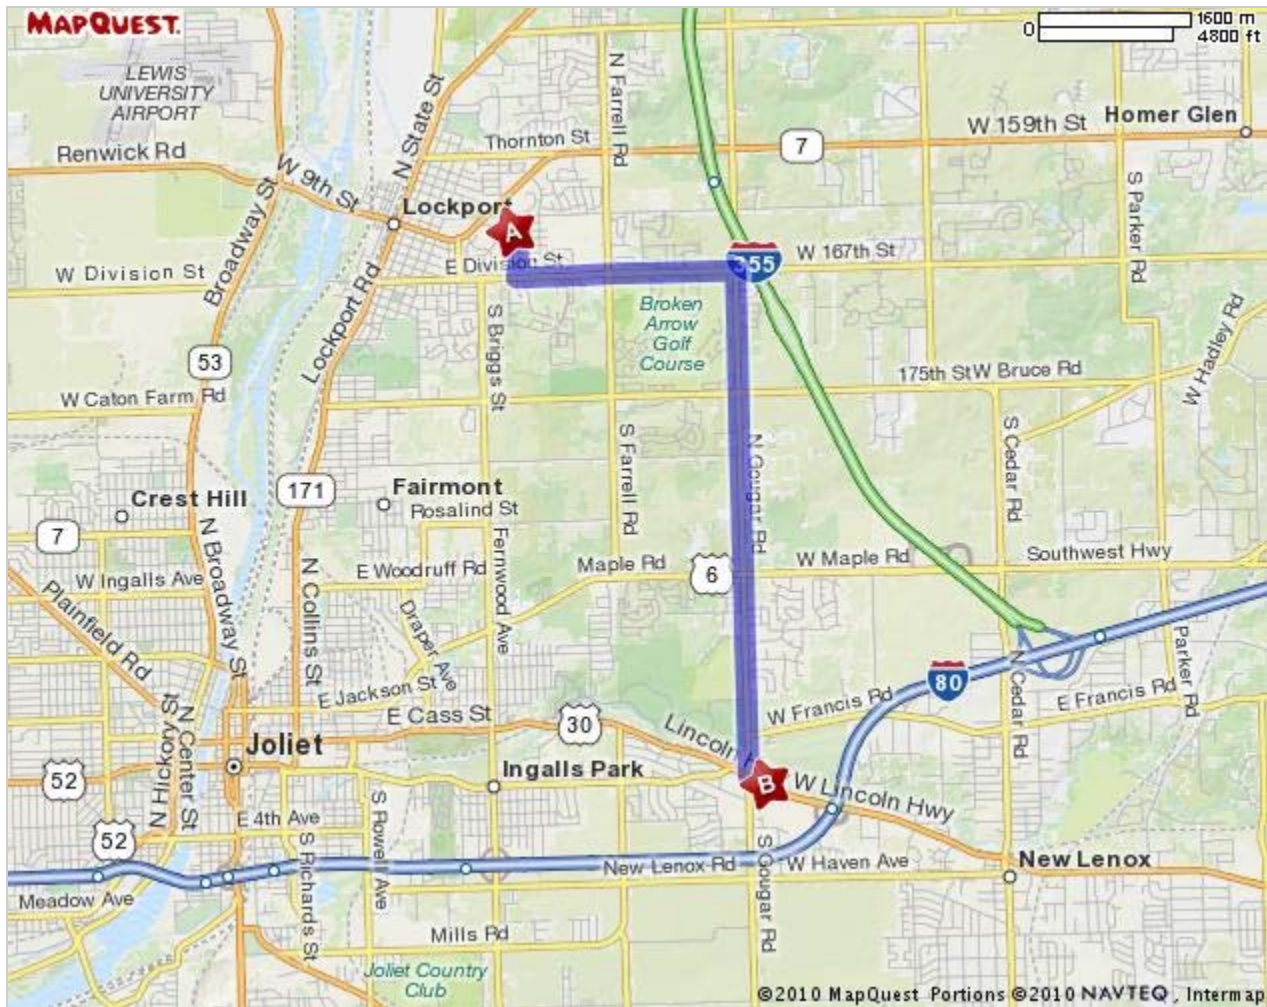 MAPQUEST.
1600 m
0
4800 ft
LEWIS
UNIVERSITY
AIRPORT
N State St
N Farrell Rd
Homer Glen
W 159th St
Thornton St
7
Renwick Rd
W 9th St
S Parker Rd
Broadway St
Lockport
A
E Division St
355
W 167th St
W Division St
Lockport Rd
Broken
Arrow
Golf
Course
S Briggs St
W Hadley Rd
53
175th St
W Bruce Rd
W Caton Farm Rd
S Farrell Rd
N Gougar Rd
S Cedar Rd
171
Fairmont
Crest Hill
Rosalind St
7
N Broadway St
N Collins St
Fernwood Ave
Maple Rd
6
W Maple Rd
Southwest Hwy
E Woodruff Rd
W Ingalls Ave
Plainfield Rd
Draper Ave
Parker Rd
80
N Cedar Rd
E Francis Rd
W Francis Rd
E Jackson St
E Cass St
30
Lincoln
N Hickory St
N Center St
Joliet
52
Ingalls Park
B
W Lincoln Hwy
52
E 4th Ave
S Richards St
S Rowell Ave
S Gougar Rd
New Lenox Rd
W Haven Ave
New Lenox
Meadow Ave
Mills Rd
Joliet Country
Club
©2010 MapQuest Portions ©2010 NAVTEQ, Intermap